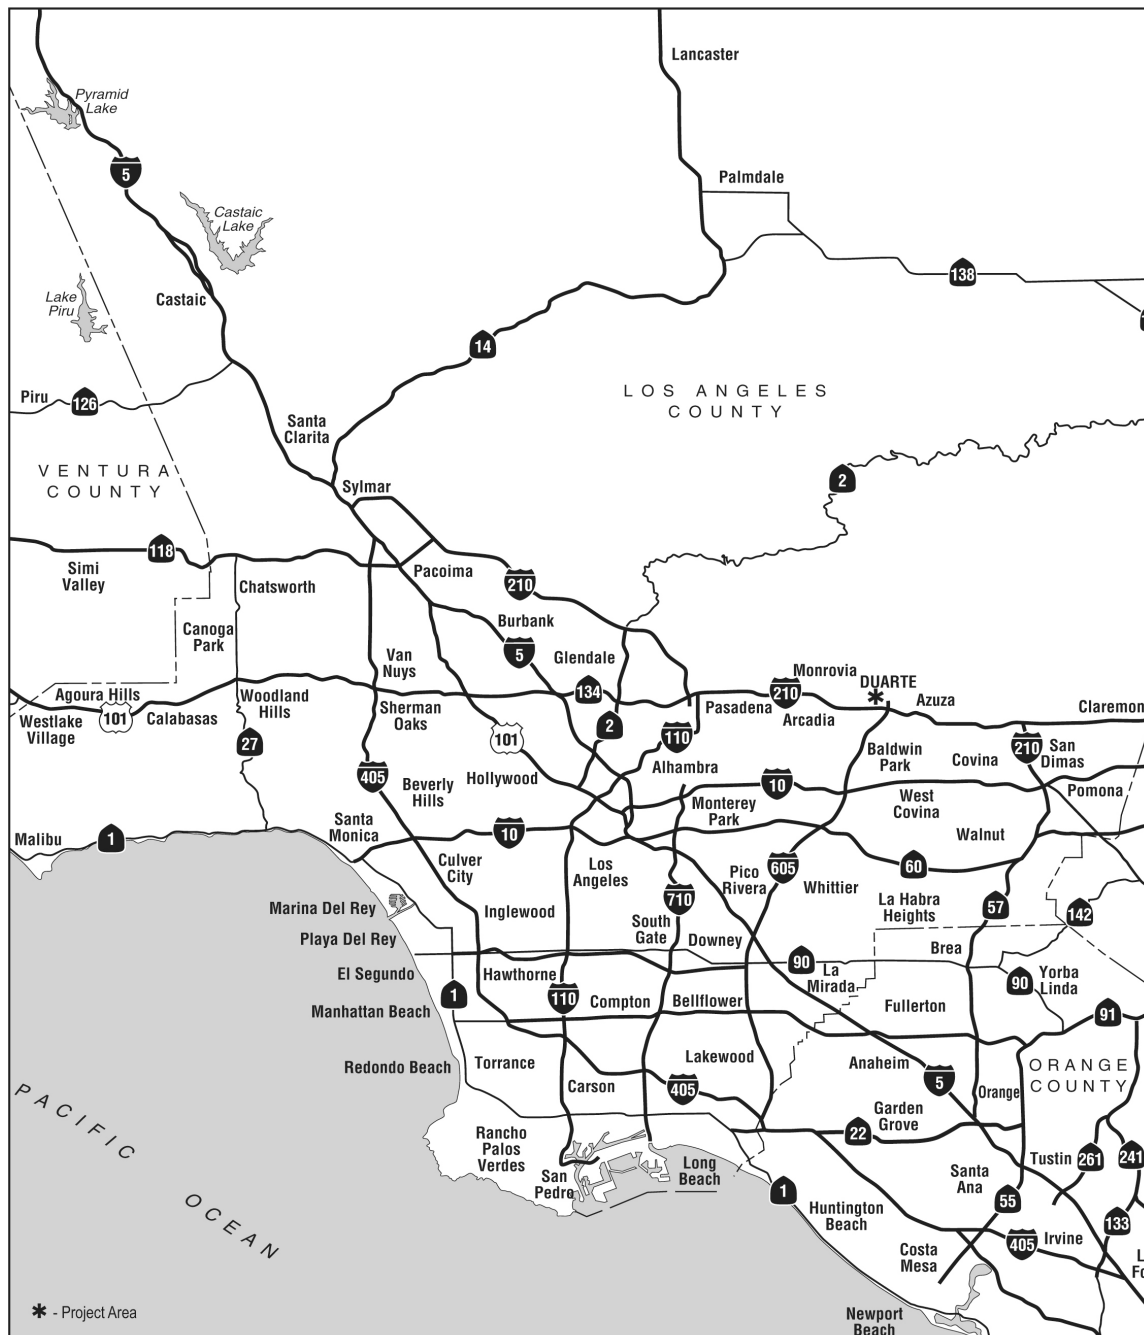 Lancaster
Pyramid
Lake
5
Palmdale
Castaic
Lake
138
Lake
Piru
Castaic
14
Piru
126
LOS ANGELES
COUNTY
Santa
Clarita
VENTURA
COUNTY
2
Sylmar
118
Simi
Valley
Pacoima
210
Chatsworth
Burbank
Canoga
Park
5
Glendale
Van
Nuys
Monrovia
DUARTE
*
134
210
Azuza
Agoura Hills
Woodland
Hills
Pasadena
Arcadia
Claremon
101
Calabasas
Westlake
Village
Sherman
Oaks
2
110
101
27
Baldwin
Park
Covina
210
San
Dimas
405
Beverly
Hills
Hollywood
Alhambra
10
Monterey
Park
West
Covina
Pomona
Santa
Monica
10
Walnut
Malibu
1
Culver
City
Los
Angeles
Pico
Rivera
605
60
Whittier
710
La Habra
Heights
57
142
Marina Del Rey
Inglewood
South
Gate
Downey
Playa Del Rey
Brea
90
La
Mirada
El Segundo
Hawthorne
90
Yorba
Linda
1
110
Compton
Bellflower
Fullerton
91
Manhattan Beach
Redondo Beach
Torrance
Lakewood
Anaheim
5
ORANGE
COUNTY
Carson
405
Orange
Garden
Grove
22
PACIFIC
OCEAN
Rancho
Palos
Verdes
San
Pedro
Long
Beach
Tustin
261
241
Santa
Ana
1
55
Huntington
Beach
133
405
Irvine
Costa
Mesa
L
Fo
* - Project Area
Newport
Beach